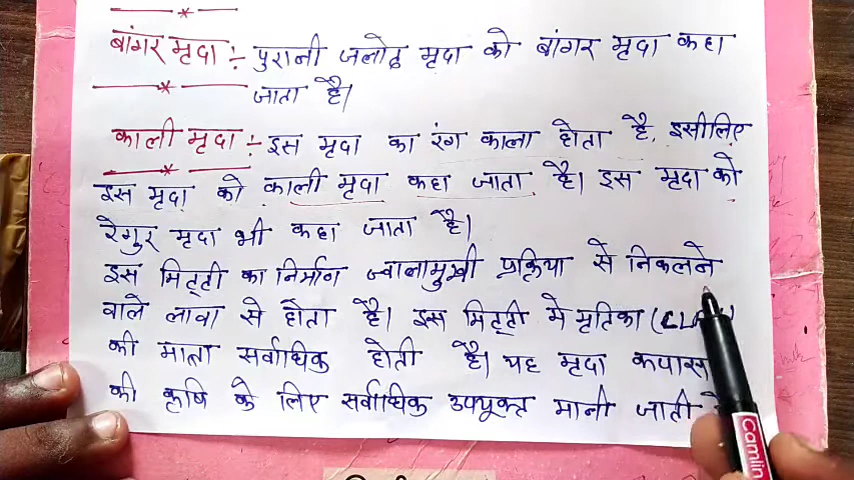 बांगर मृदा :- पुरानी जलोढ़ मृदा को बांगर मृदा कहा
जाता है।
काली मृदा :- इस मृदा का रंग काला होता है, इसीलिए
इस मृदा को काली मृदा कहा जाता है। इस मृदा को
रेगुर मृदा भी कहा जाता है।
इस मिट्टी का निर्माण ज्वालामुखी प्रक्रिया से निकलने
वाले लावा से होता है। इस मिट्टी मे मृतिका (
की मात्रा सर्वाधिक होती है। यह मृदा कपास
की कृषि के लिए सर्वाधिक उपयूक्त मानी जाती
Camlin